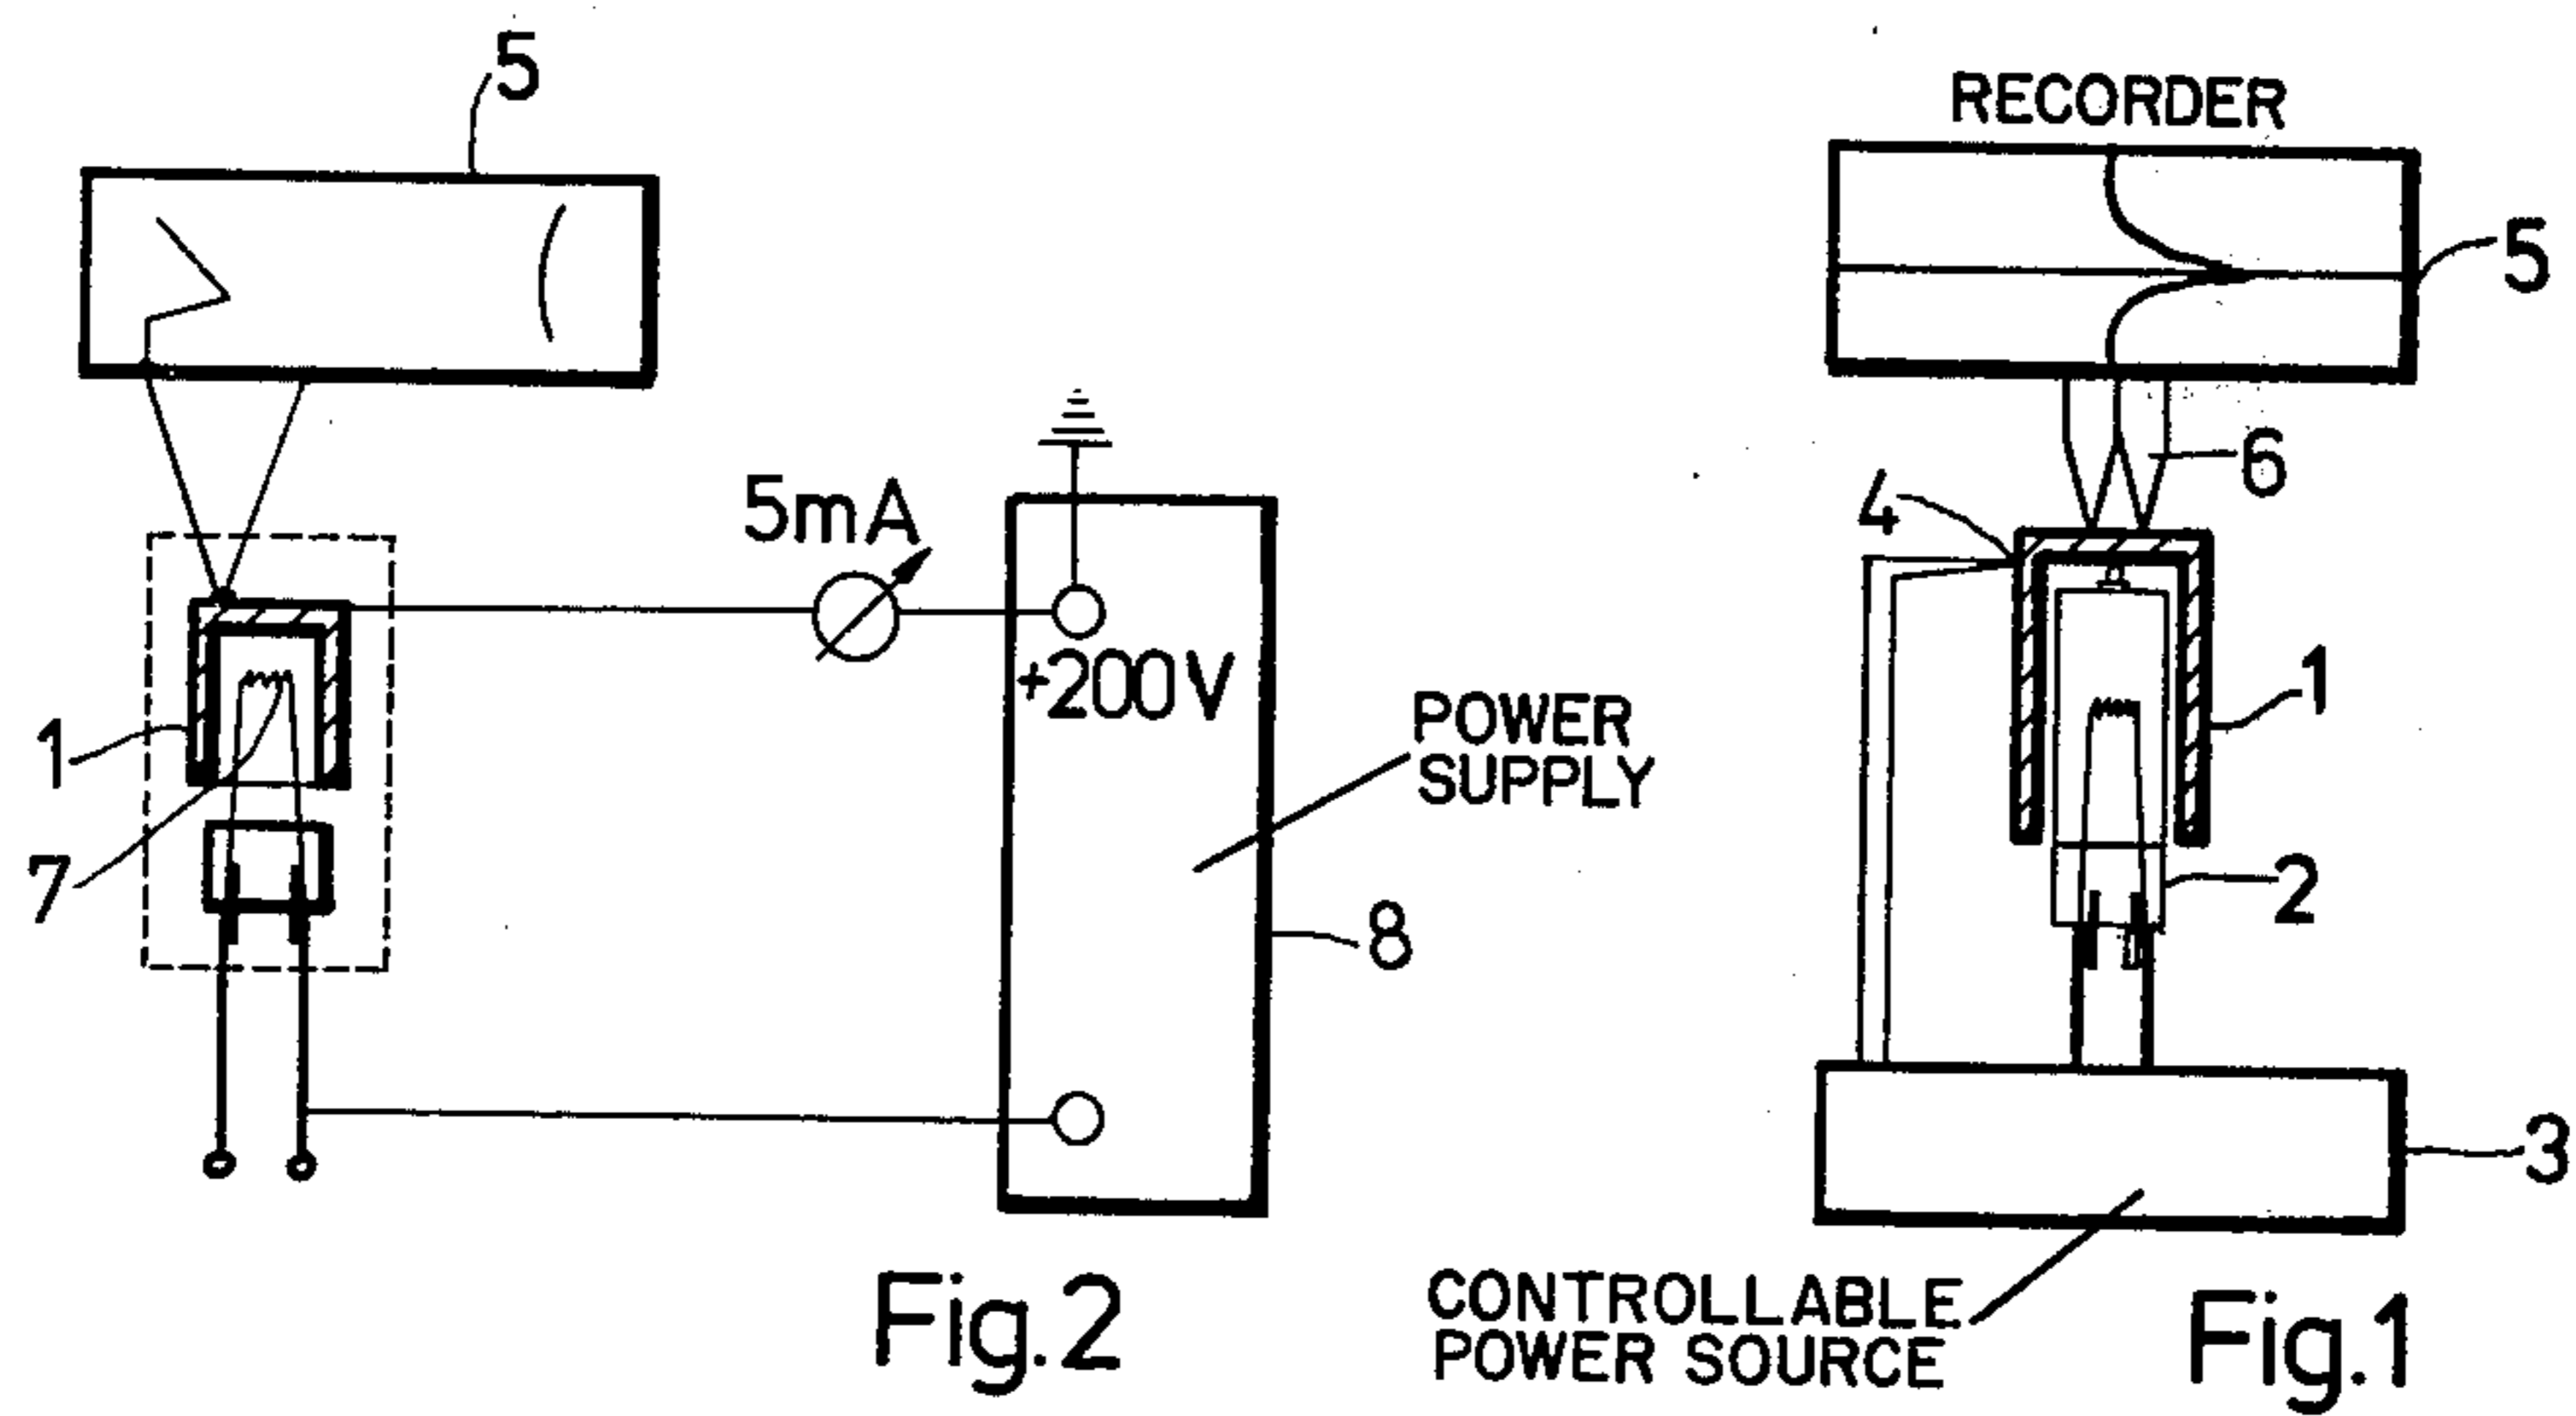 5
5mA
+200V
POWER
SUPPLY
1
7
8
Fig.2
RECORDER
5
6
4
1
2
3
CONTROLLABLE
POWER SOURCE
Fig.1